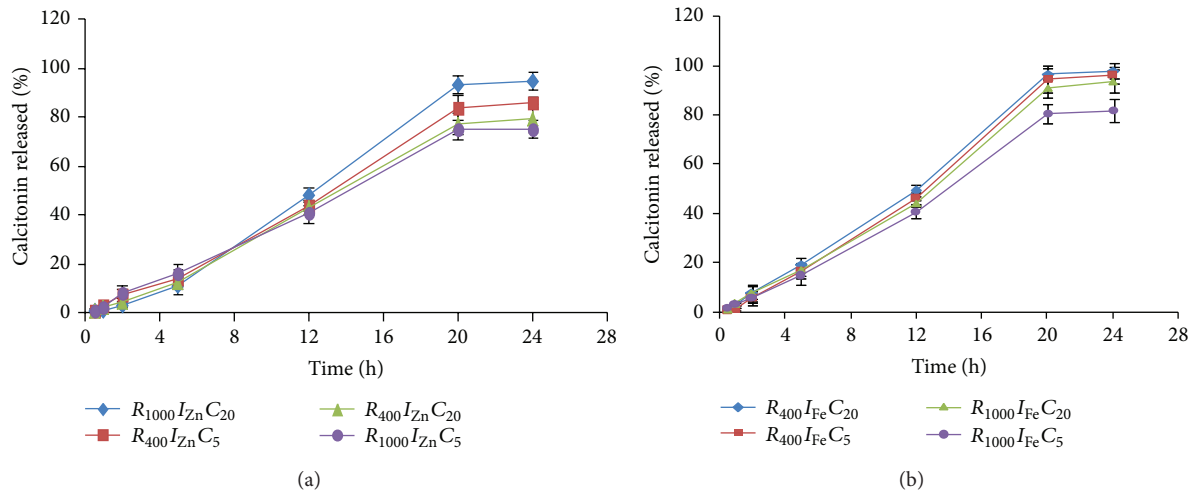 120
100
80
60
40
20
0
Calcitonin released (%)
0 4 8 12 16 20 24 28
Time (h)
R1000IZnC20
R400IZnC5
R400IZnC20
R1000IZnC5
(a)
120
100
80
60
40
20
0
Calcitonin released (%)
0 4 8 12 16 20 24 28
Time (h)
R400IFeC20
R400IFeC5
R1000IFeC20
R1000IFeC5
(b)